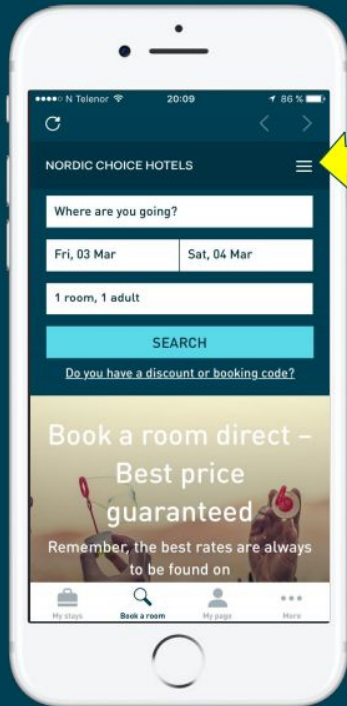 N Telenor 20:09 86 %
NORDIC CHOICE HOTELS
Where are you going?
Fri, 03 Mar Sat, 04 Mar
1 room, 1 adult
SEARCH
Do you have a discount or booking code?
Book a room direct –
Best price
guaranteed
Remember, the best rates are always
to be found on
My stays Book a room My page More